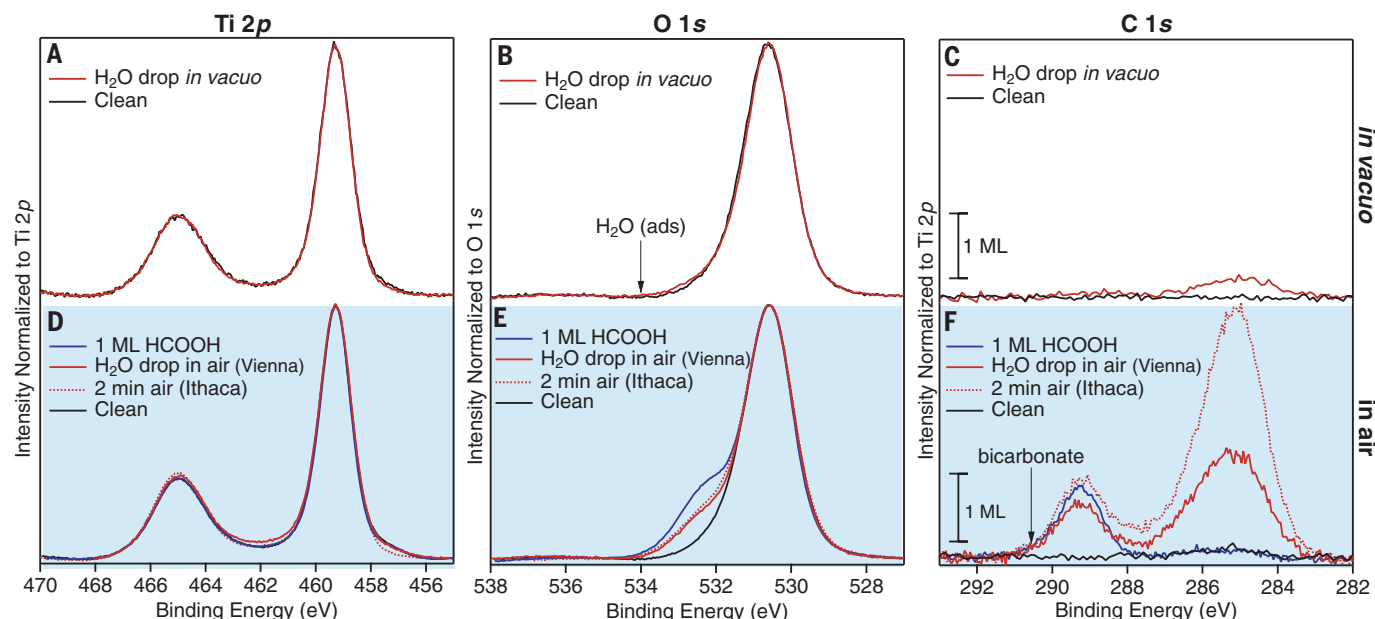 Ti 2p
O 1s
C 1s
A
H₂O drop in vacuo
Clean
B
H₂O drop in vacuo
Clean
H₂O (ads)
C
H₂O drop in vacuo
Clean
1 ML
in vacuo
Intensity Normalized to Ti 2p
Intensity Normalized to O 1s
Intensity Normalized to Ti 2p
D
1 ML HCOOH
H₂O drop in air (Vienna)
2 min air (Ithaca)
Clean
E
1 ML HCOOH
H₂O drop in air (Vienna)
2 min air (Ithaca)
Clean
F
1 ML HCOOH
H₂O drop in air (Vienna)
2 min air (Ithaca)
Clean
bicarbonate
1 ML
in air
470 468 466 464 462 460 458 456
538 536 534 532 530 528
292 290 288 286 284 282
Binding Energy (eV)
Binding Energy (eV)
Binding Energy (eV)